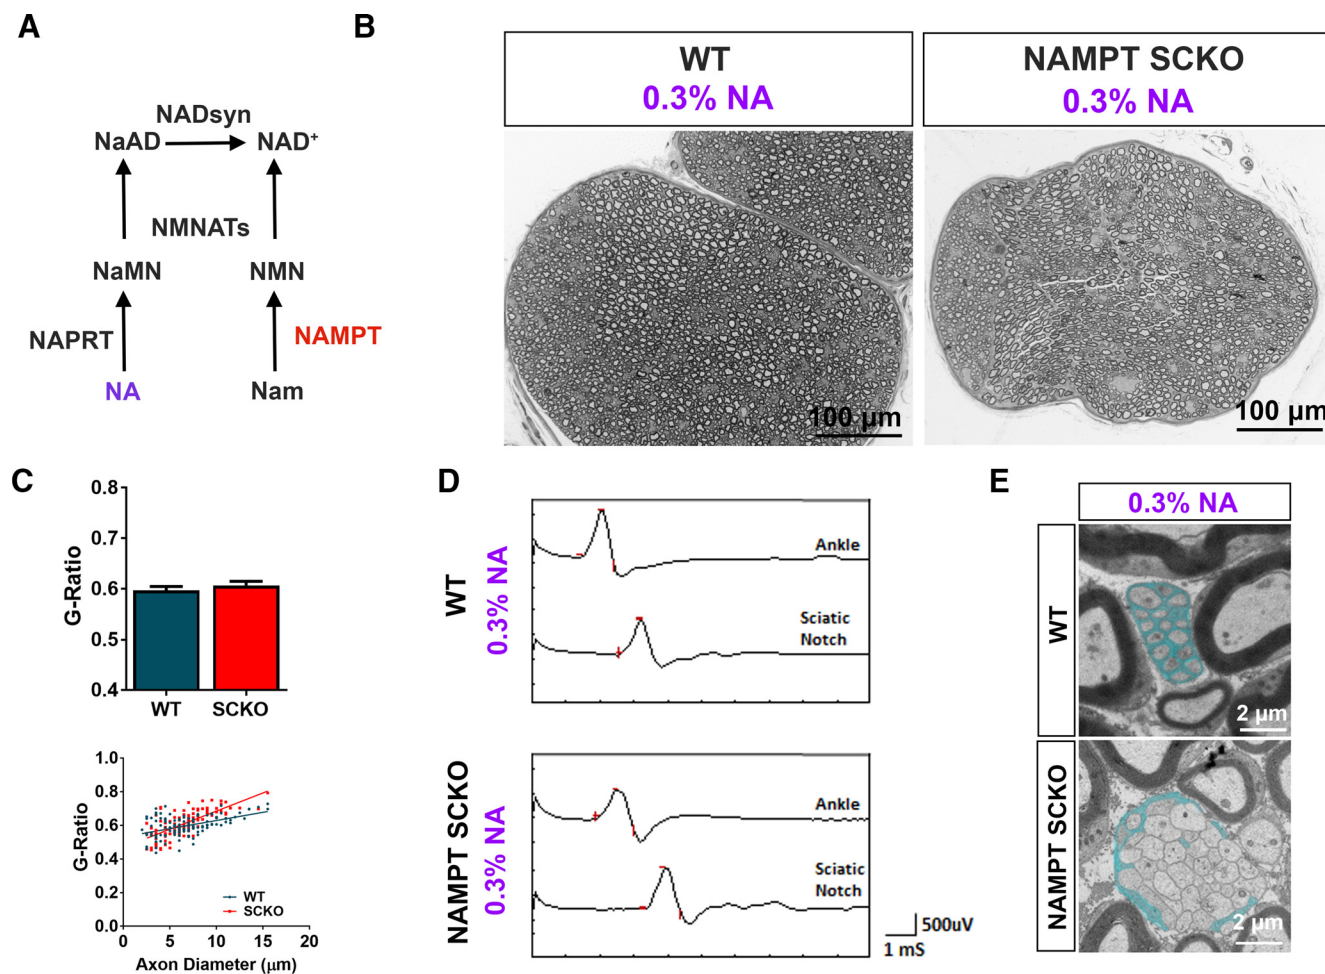 A
NADsyn
NaAD
NAD+
NMNATs
NaMN
NMN
NAPRT
NAMPT
NA
Nam
B
WT
0.3% NA
NAMPT SCKO
0.3% NA
100 µm
100 µm
C
0.8
0.7
0.6
0.5
0.4
G-Ratio
WT
SCKO
1.0
0.8
0.6
0.4
0.2
0.0
G-Ratio
WT
SCKO
0
5
10
15
20
Axon Diameter (µm)
D
WT
0.3% NA
Ankle
Sciatic
Notch
NAMPT SCKO
0.3% NA
Ankle
Sciatic
Notch
500uV
1 mS
E
0.3% NA
WT
2 µm
NAMPT SCKO
2 µm